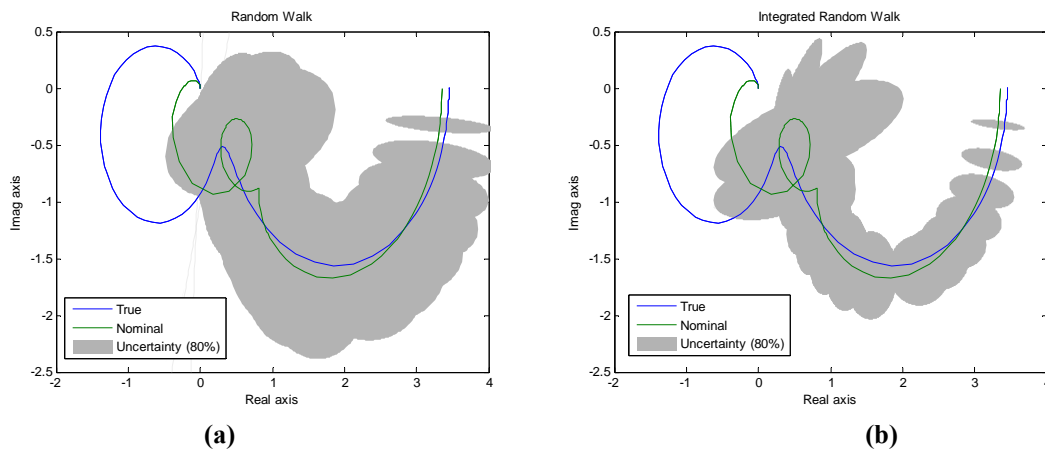 Random Walk
0.5
0
-0.5
-1
-1.5
-2
-2.5
Imag axis
True
Nominal
Uncertainty (80%)
-2 -1 0 1 2 3 4
Real axis
(a)
Integrated Random Walk
0.5
0
-0.5
-1
-1.5
-2
-2.5
Imag axis
True
Nominal
Uncertainty (80%)
-2 -1 0 1 2 3 4
Real axis
(b)